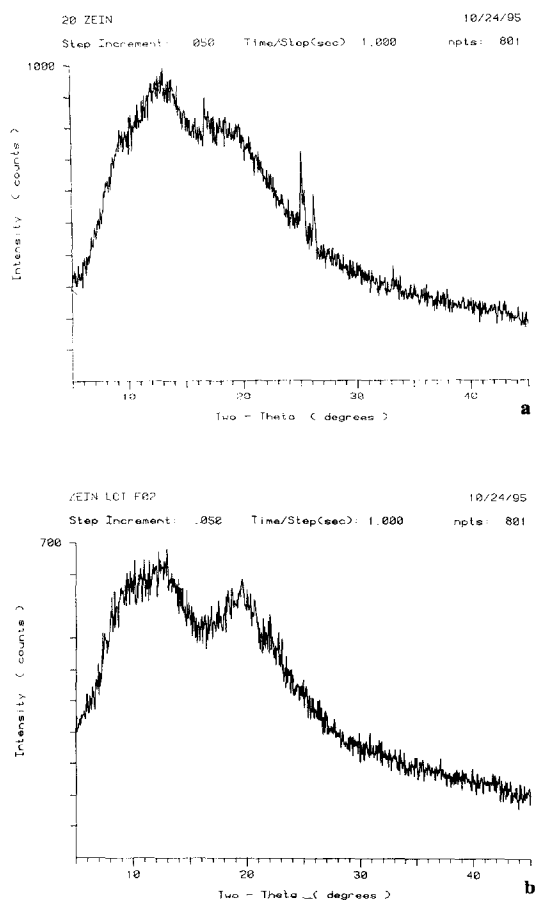 20 ZEIN 10/24/95
Step Increment: .050 Time/Step(sec) 1.000 npts: 801
1000
Intensity ( counts )
10 20 30 40
Two - Theta ( degrees )
a
ZEIN LOT F02 10/24/95
Step Increment: .050 Time/Step(sec): 1.000 npts: 801
700
Intensity ( counts )
10 20 30 40
Two - Theta ( degrees )
b